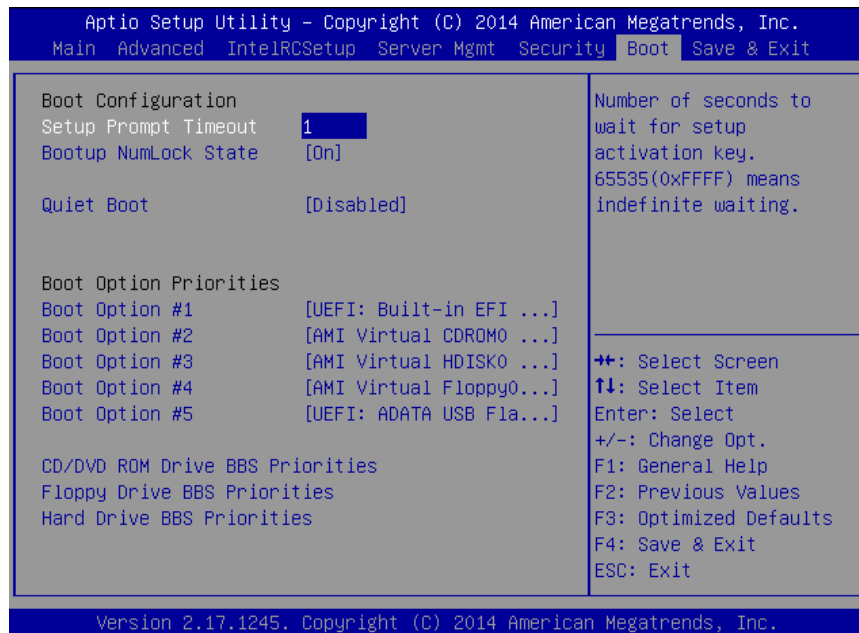 Aptio Setup Utility – Copyright (C) 2014 American Megatrends, Inc.
Main Advanced IntelRCSetup Server Mgmt Security Boot Save & Exit
Boot Configuration
Setup Prompt Timeout 1
Bootup NumLock State [On]
Quiet Boot [Disabled]
Boot Option Priorities
Boot Option #1 [UEFI: Built-in EFI ...]
Boot Option #2 [AMI Virtual CDROM0 ...]
Boot Option #3 [AMI Virtual HDISK0 ...]
Boot Option #4 [AMI Virtual Floppy0...]
Boot Option #5 [UEFI: ADATA USB Fla...]
CD/DVD ROM Drive BBS Priorities
Floppy Drive BBS Priorities
Hard Drive BBS Priorities
Number of seconds to
wait for setup
activation key.
65535(0xFFFF) means
indefinite waiting.
→←: Select Screen
↑↓: Select Item
Enter: Select
+/-: Change Opt.
F1: General Help
F2: Previous Values
F3: Optimized Defaults
F4: Save & Exit
ESC: Exit
Version 2.17.1245. Copyright (C) 2014 American Megatrends, Inc.